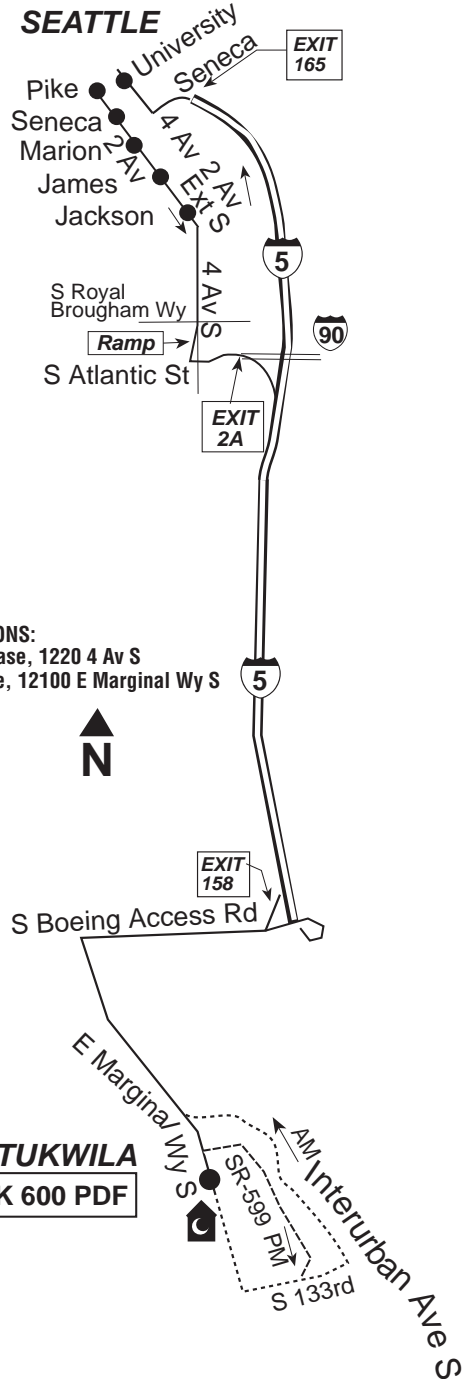 SEATTLE
University
Seneca
EXIT
165
Pike
Seneca
Marion
James
Jackson
2 Av
4 Av
2 Av
Ext S
5
4 Av S
S Royal
Brougham Wy
Ramp
90
S Atlantic St
EXIT
2A
ONS:
ase, 1220 4 Av S
e, 12100 E Marginal Wy S
5
N
EXIT
158
S Boeing Access Rd
E Marginal Wy S
TUKWILA
K 600 PDF
AM
Interurban Ave S
SR-599 PM
S 133rd